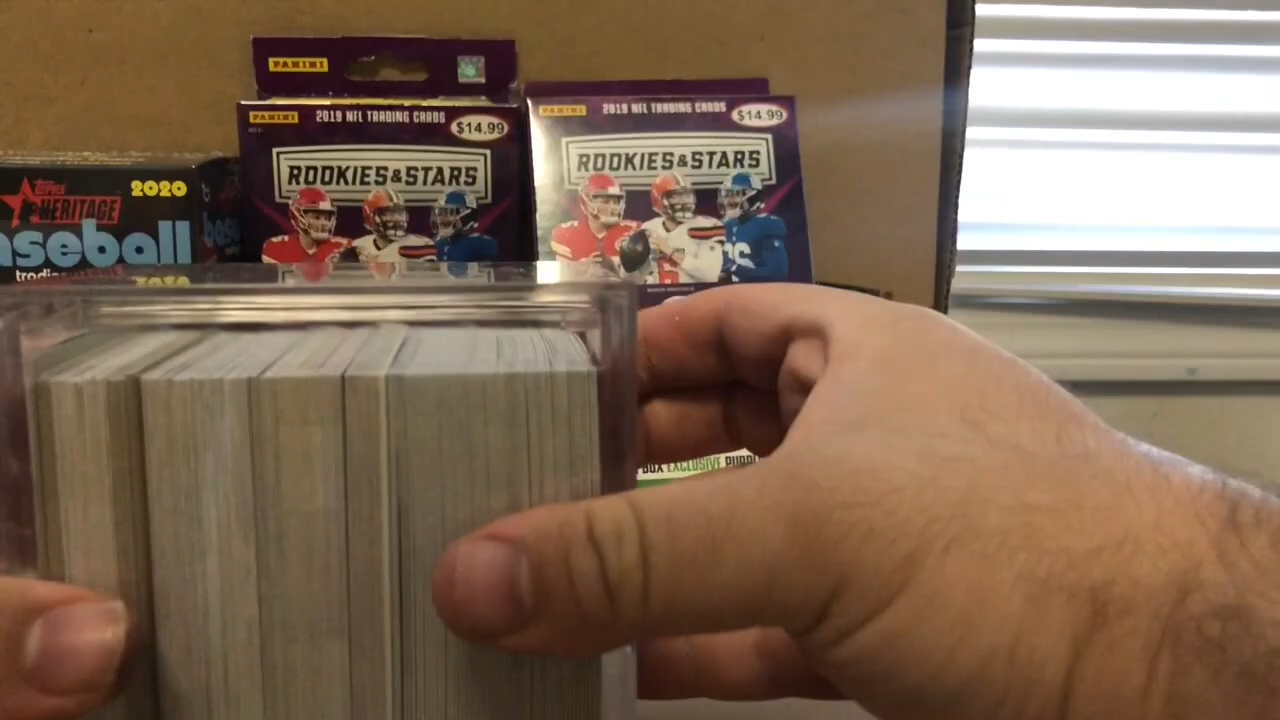 PANINI
PANINI
2019 NFL TRADING CARDS
$14.99
ROOKIES & STARS
PANINI
2019 NFL TRADING CARDS
$14.99
ROOKIES & STARS
TOPPS
HERITAGE
2020
aseball
BOX EXCLUSIVE